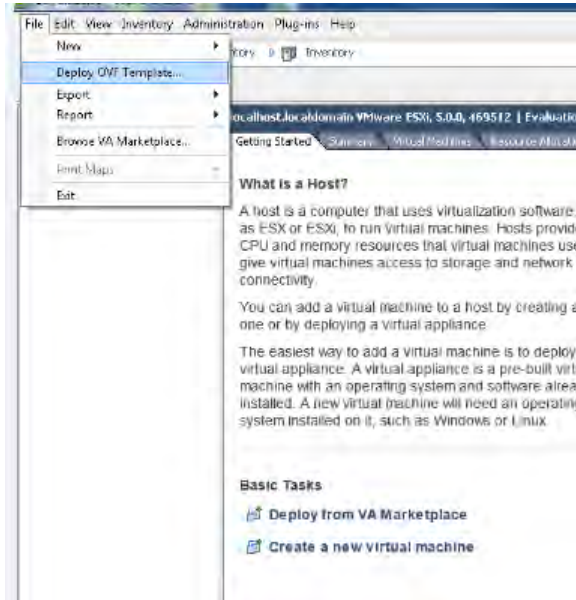 File Edit View Inventory Administration Plug-ins Help
New
Inventory
Deploy OVF Template...
Export
Report
Browse VA Marketplace...
Print Maps
Exit
ocalhost.localdomain VMware ESXi, 5.0.0, 469512 | Evaluatio
Getting Started Summary Virtual Machines Resource Allocati
What is a Host?
A host is a computer that uses virtualization software,
as ESX or ESXi, to run virtual machines. Hosts provide
CPU and memory resources that virtual machines use
give virtual machines access to storage and network
connectivity.
You can add a virtual machine to a host by creating a
one or by deploying a virtual appliance.
The easiest way to add a virtual machine is to deploy
virtual appliance. A virtual appliance is a pre-built virt
machine with an operating system and software alrea
installed. A new virtual machine will need an operating
system installed on it, such as Windows or Linux.
Basic Tasks
Deploy from VA Marketplace
Create a new virtual machine